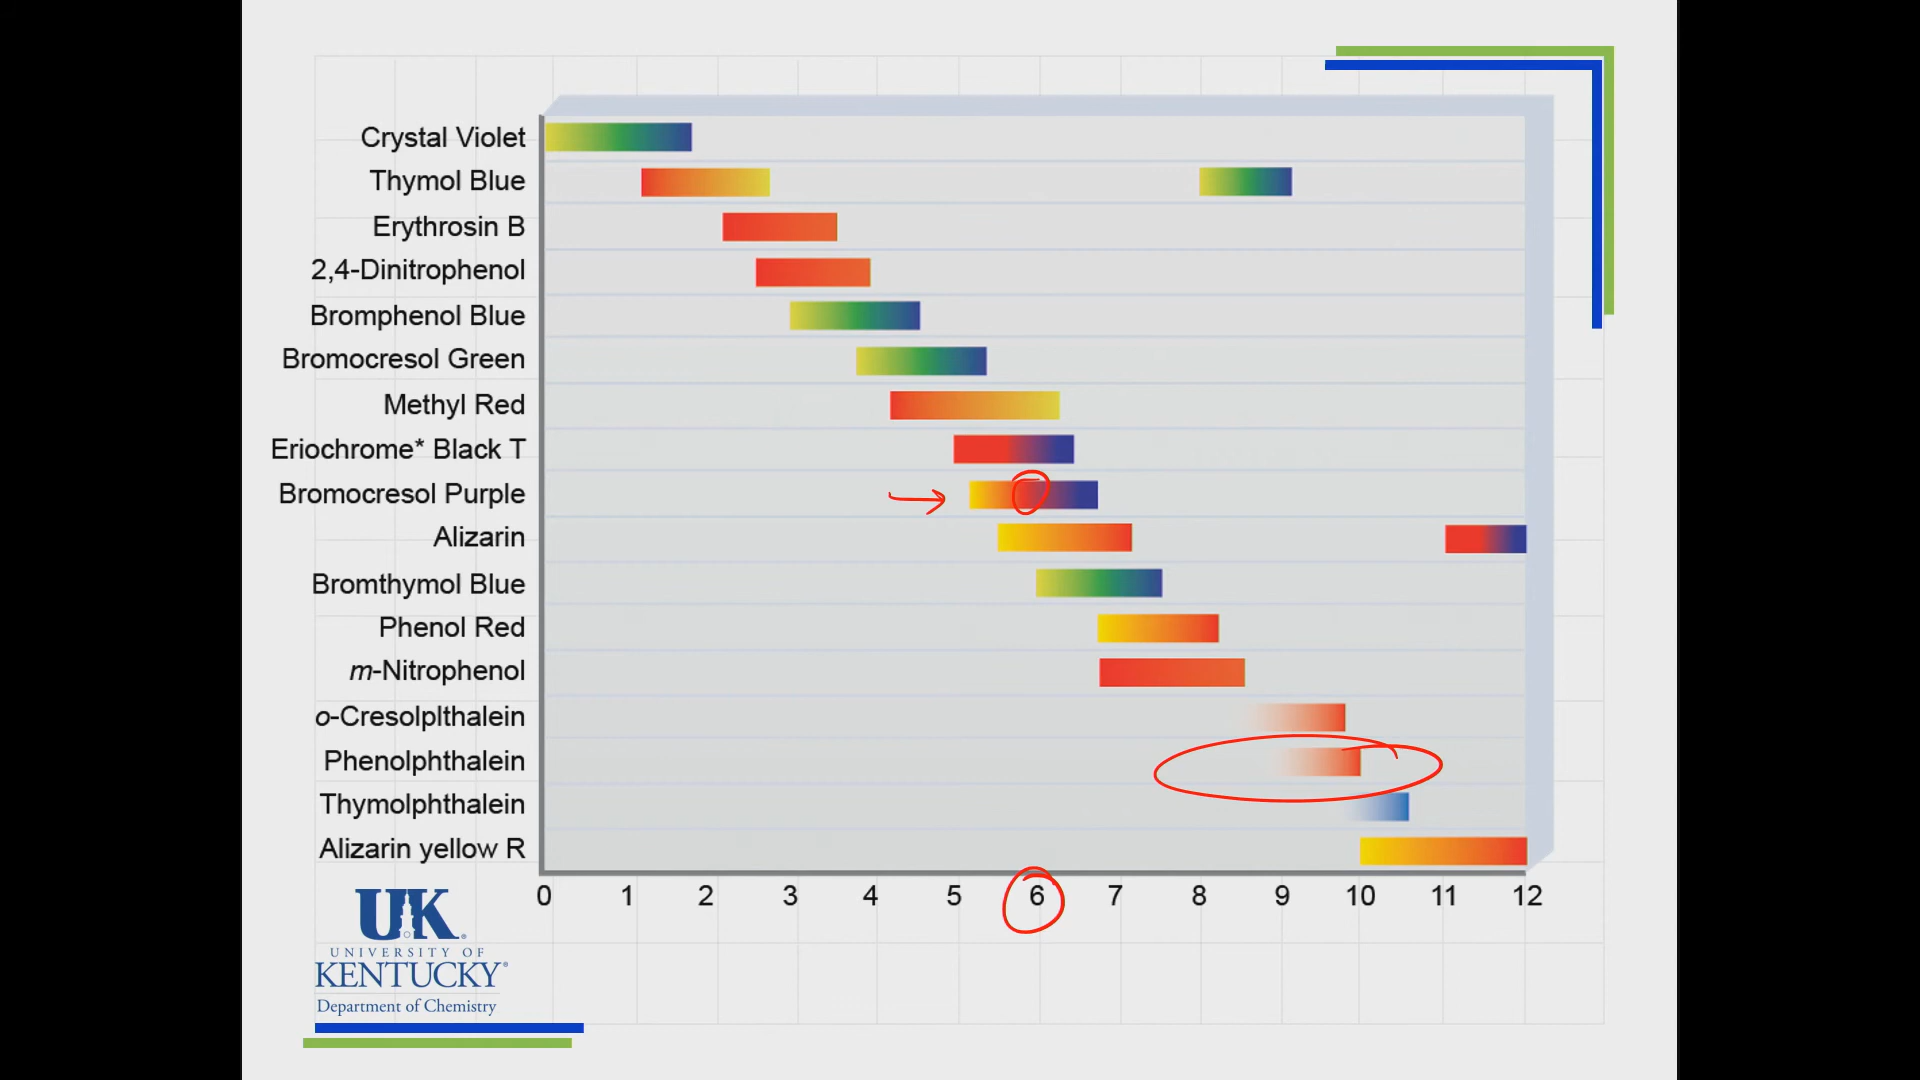 Crystal Violet
Thymol Blue
Erythrosin B
2,4-Dinitrophenol
Bromphenol Blue
Bromocresol Green
Methyl Red
Eriochrome* Black T
Bromocresol Purple
Alizarin
Bromthymol Blue
Phenol Red
m-Nitrophenol
o-Cresolplthalein
Phenolphthalein
Thymolphthalein
Alizarin yellow R
0 1 2 3 4 5 6 7 8 9 10 11 12
UK®
UNIVERSITY OF
KENTUCKY®
Department of Chemistry